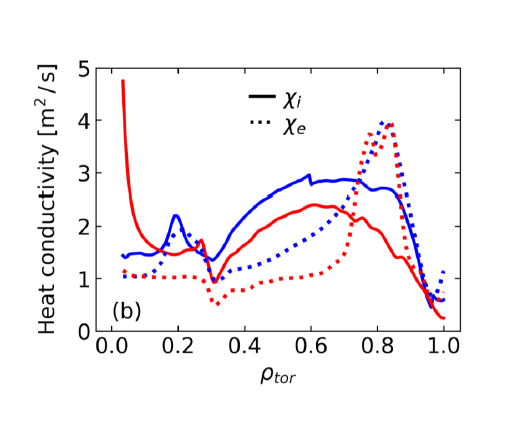 Heat conductivity [m²/s]
5
4
3
2
1
0
χᵢ
χₑ
(b)
0.0 0.2 0.4 0.6 0.8 1.0
ρₜₒᵣ